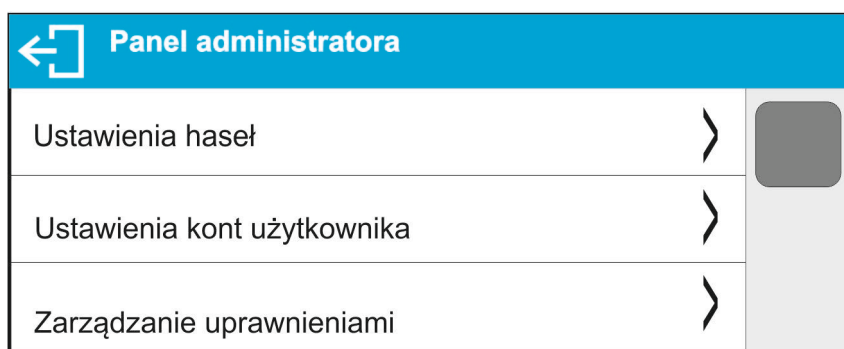 Panel administratora
Ustawienia haseł
Ustawienia kont użytkownika
Zarządzanie uprawnieniami